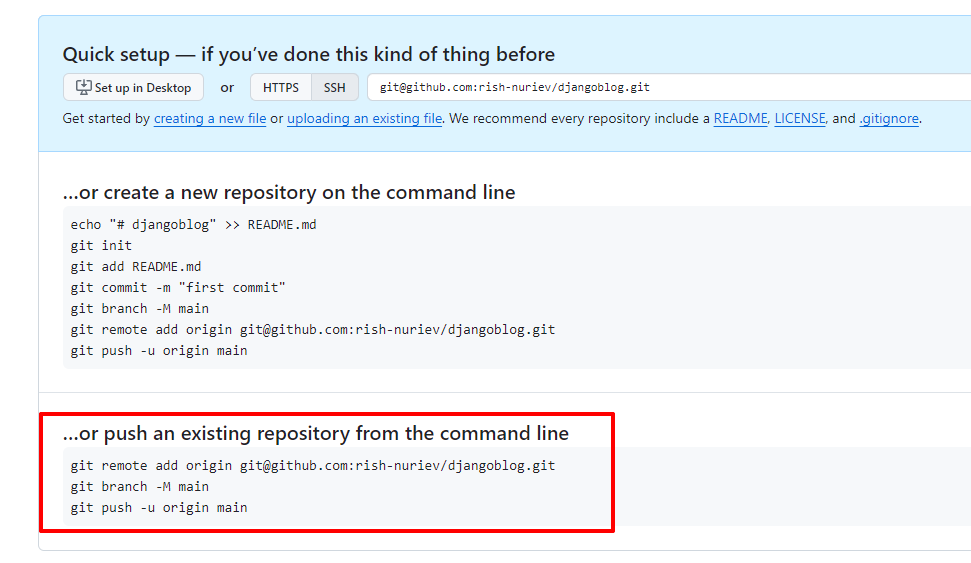 Quick setup — if you’ve done this kind of thing before
Set up in Desktop or HTTPS SSH git@github.com:rish-nuriev/djangoblog.git
Get started by creating a new file or uploading an existing file. We recommend every repository include a README, LICENSE, and .gitignore.
…or create a new repository on the command line
echo "# djangoblog" >> README.md
git init
git add README.md
git commit -m "first commit"
git branch -M main
git remote add origin git@github.com:rish-nuriev/djangoblog.git
git push -u origin main
…or push an existing repository from the command line
git remote add origin git@github.com:rish-nuriev/djangoblog.git
git branch -M main
git push -u origin main